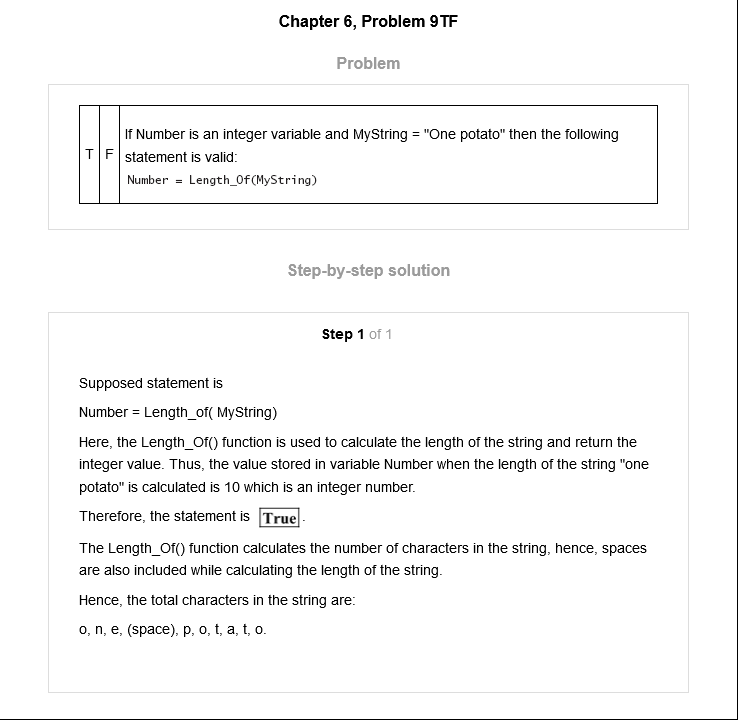 Chapter 6, Problem 9TF
Problem
T F
If Number is an integer variable and MyString = "One potato" then the following
statement is valid:
Number = Length_Of(MyString)
Step-by-step solution
Step 1 of 1
Supposed statement is
Number = Length_of( MyString)
Here, the Length_Of() function is used to calculate the length of the string and return the
integer value. Thus, the value stored in variable Number when the length of the string "one
potato" is calculated is 10 which is an integer number.
Therefore, the statement is True.
The Length_Of() function calculates the number of characters in the string, hence, spaces
are also included while calculating the length of the string.
Hence, the total characters in the string are:
o, n, e, (space), p, o, t, a, t, o.